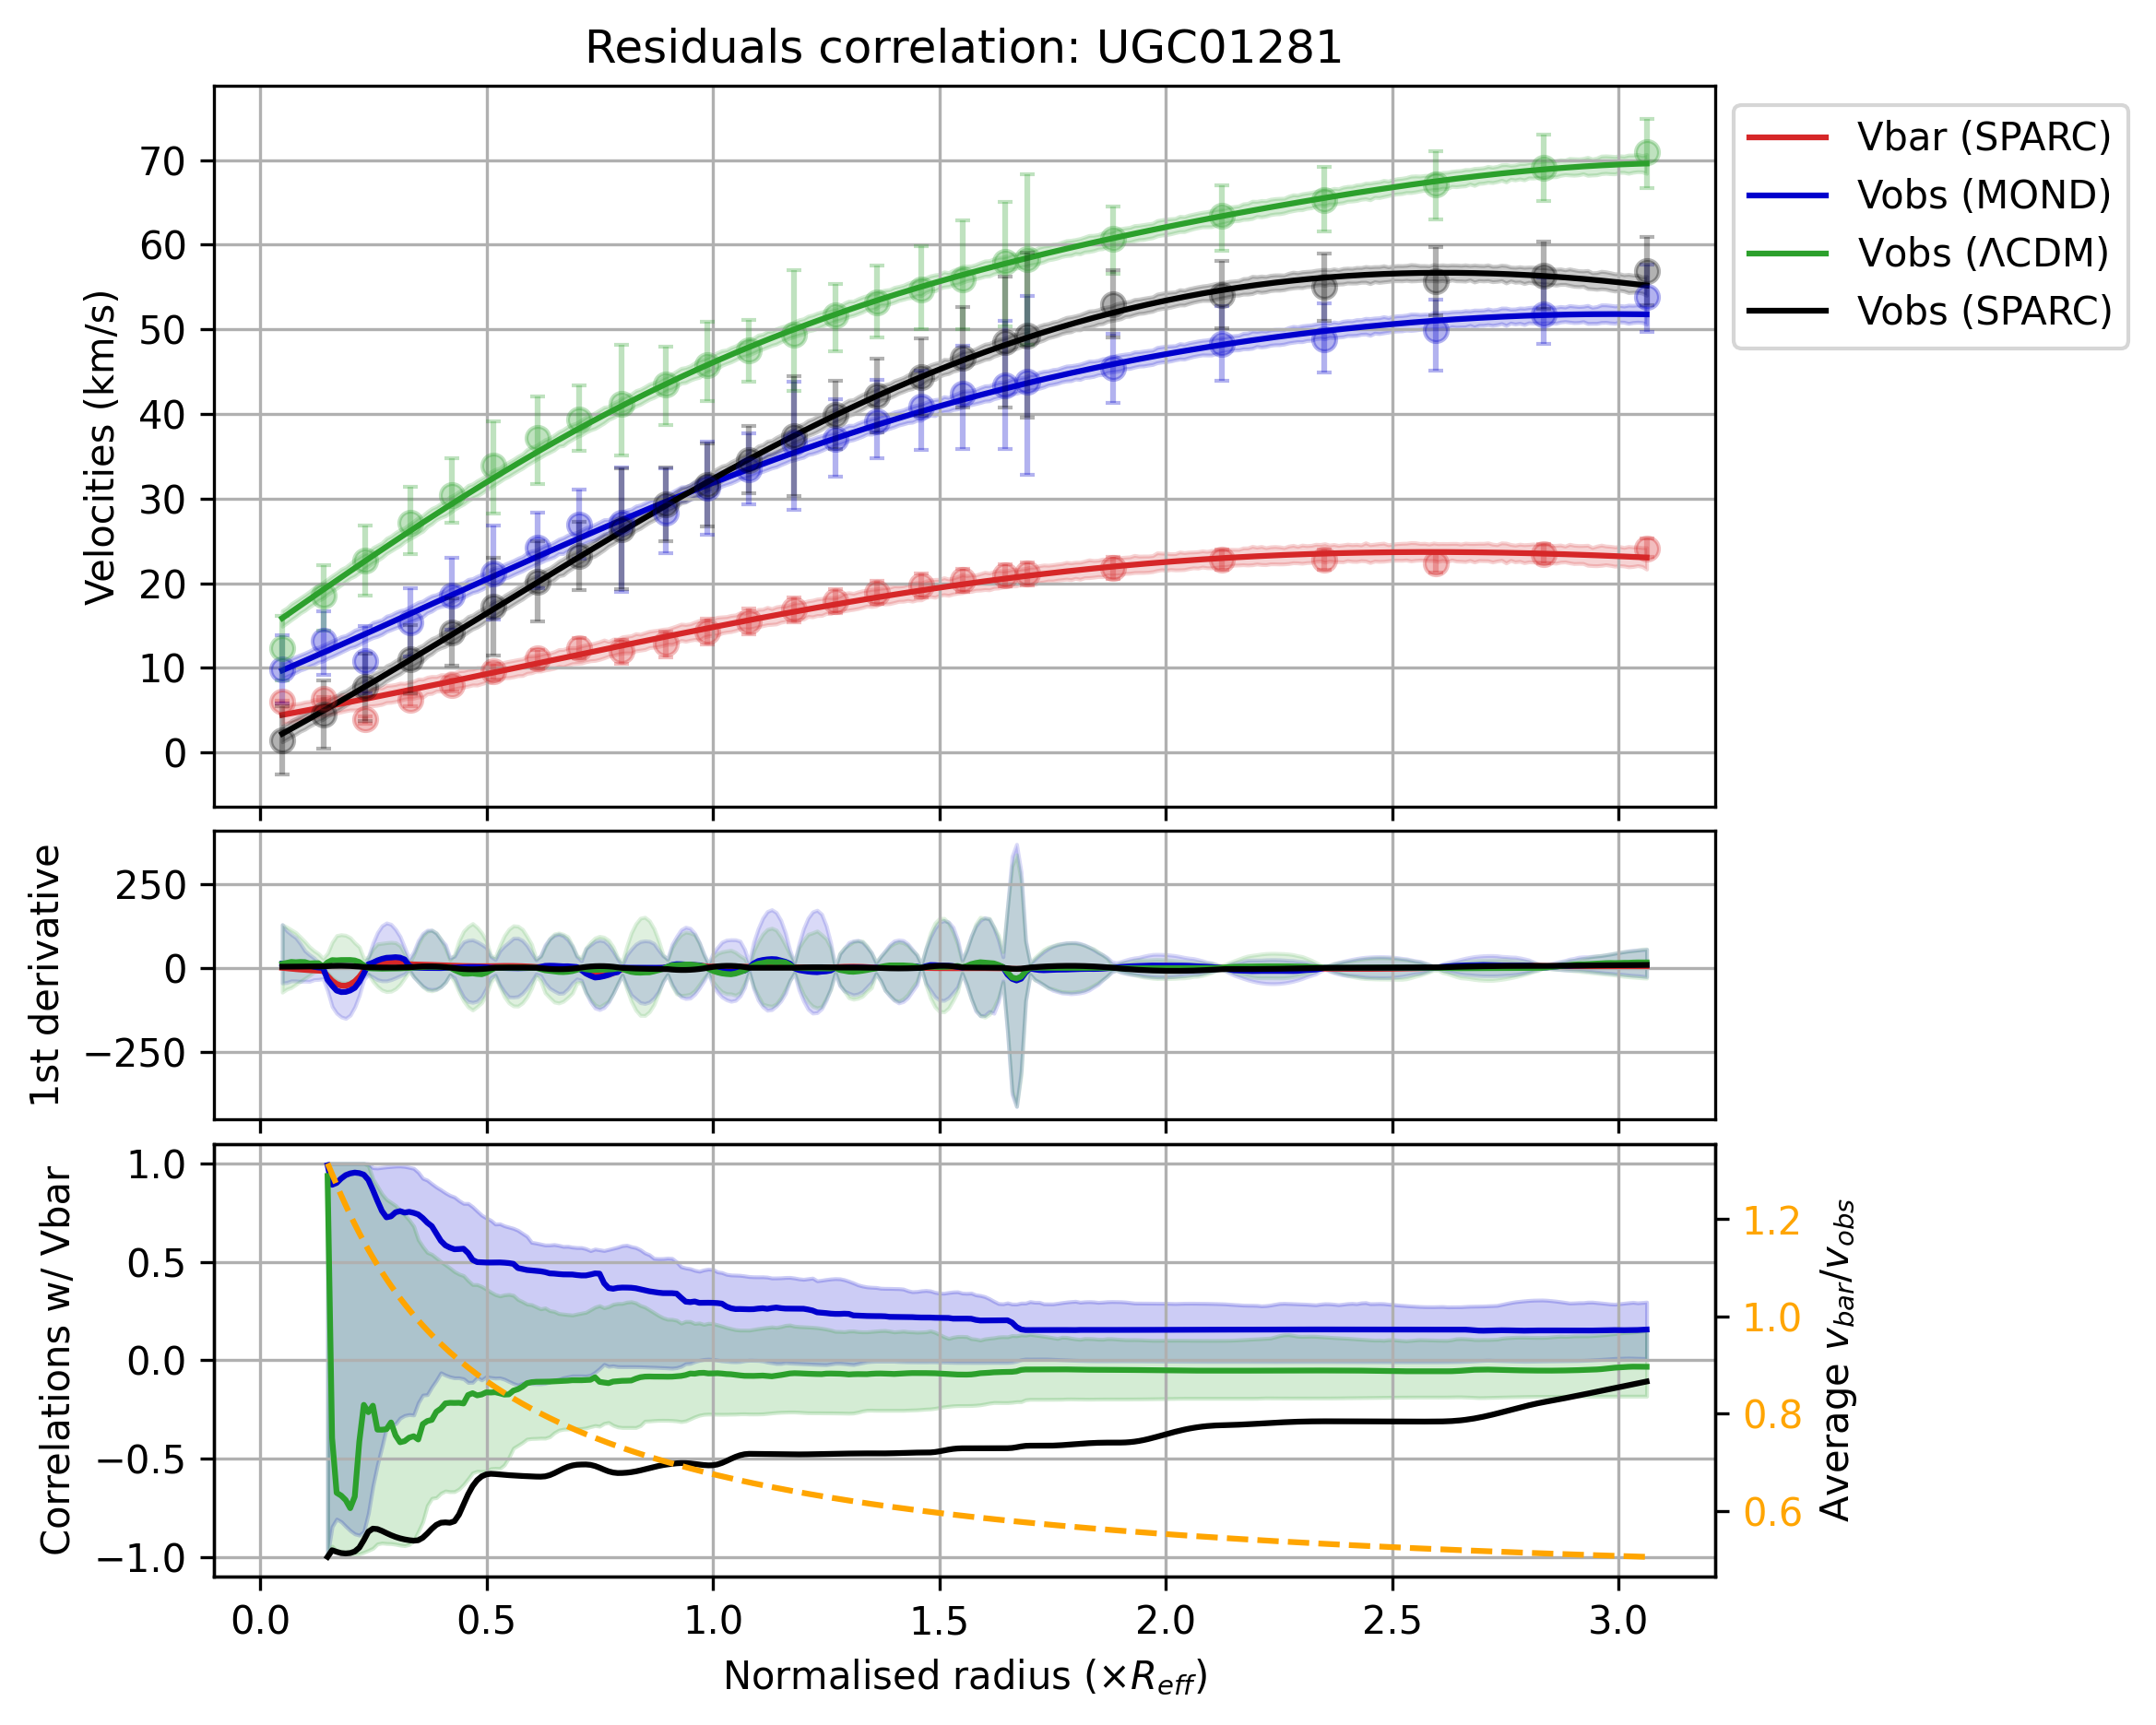 Residuals correlation: UGC01281
Velocities (km/s)
70
60
50
40
30
20
10
0
Vbar (SPARC)
Vobs (MOND)
Vobs (ΛCDM)
Vobs (SPARC)
1st derivative
250
0
−250
Correlations w/ Vbar
1.0
0.5
0.0
−0.5
−1.0
1.2
1.0
0.8
0.6
Average v_bar/v_obs
0.0 0.5 1.0 1.5 2.0 2.5 3.0
Normalised radius (×R_eff)